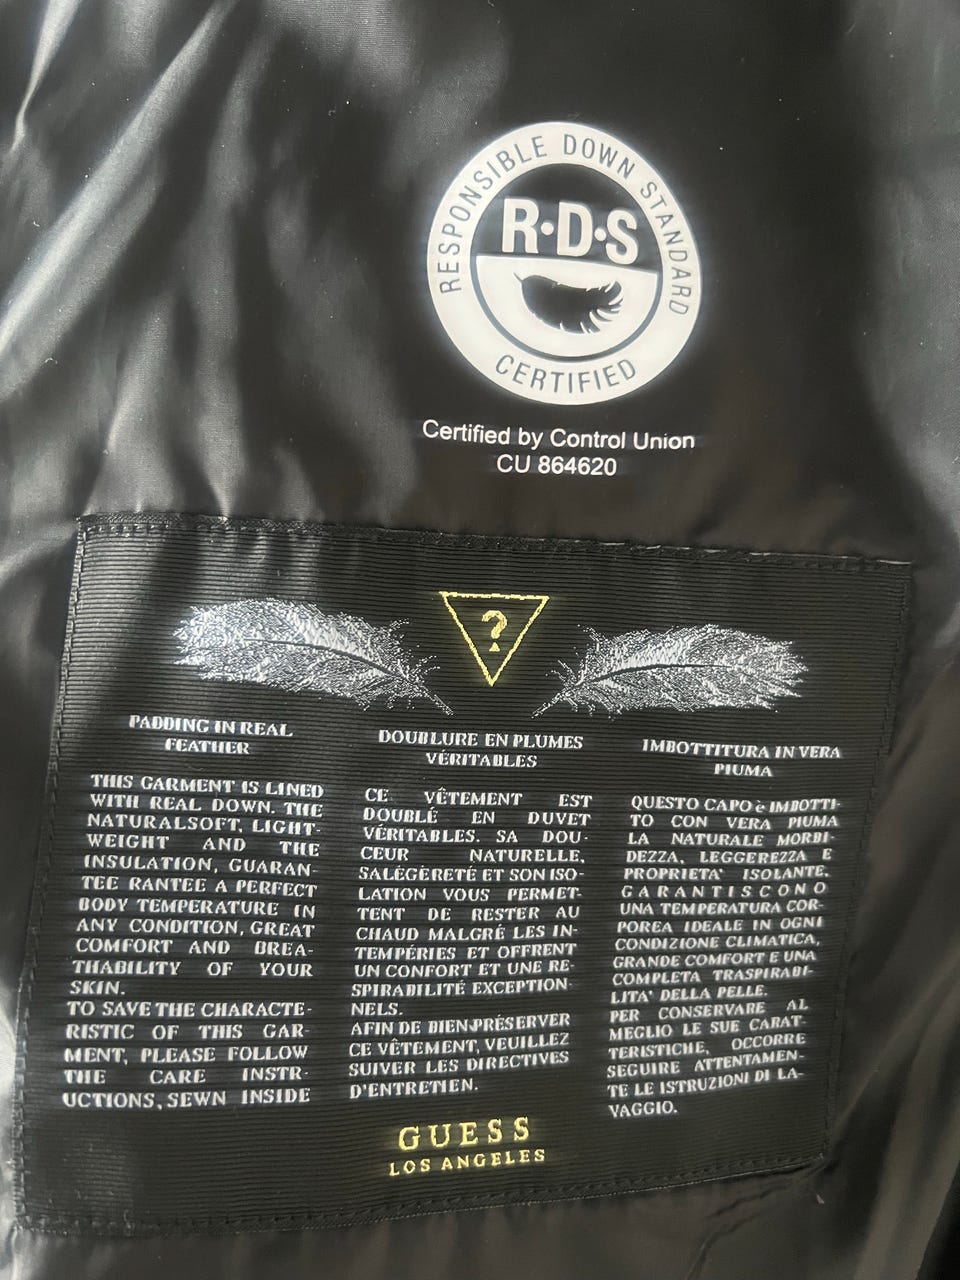 RESPONSIBLE DOWN STANDARD
R·D·S
CERTIFIED
Certified by Control Union
CU 864620
?
PADDING IN REAL
FEATHER
THIS GARMENT IS LINED
WITH REAL DOWN. THE
NATURALSOFT, LIGHT-
WEIGHT AND THE
INSULATION, GUARAN-
TEE RANTEE A PERFECT
BODY TEMPERATURE IN
ANY CONDITION, GREAT
COMFORT AND BREA-
THABILITY OF YOUR
SKIN.
TO SAVE THE CHARACTE-
RISTIC OF THIS GAR-
MENT, PLEASE FOLLOW
THE CARE INSTR-
UCTIONS, SEWN INSIDE
DOUBLURE EN PLUMES
VÉRITABLES
CE VÊTEMENT EST
DOUBLÉ EN DUVET
VÉRITABLES. SA DOU-
CEUR NATURELLE,
SALÉGÈRETÉ ET SON ISO-
LATION VOUS PERMET-
TENT DE RESTER AU
CHAUD MALGRÉ LES IN-
TEMPÉRIES ET OFFRENT
UN CONFORT ET UNE RE-
SPIRABILITÉ EXCEPTION-
NELS.
AFIN DE BIEN PRÉSERVER
CE VÊTEMENT, VEUILLEZ
SUIVER LES DIRECTIVES
D'ENTRETIEN.
IMBOTTITURA IN VERA
PIUMA
QUESTO CAPO è IMBOTTI-
TO CON VERA PIUMA
LA NATURALE MORBI-
DEZZA, LEGGEREZZA E
PROPRIETA' ISOLANTE,
GARANTISCONO
UNA TEMPERATURA COR-
POREA IDEALE IN OGNI
CONDIZIONE CLIMATICA,
GRANDE COMFORT E UNA
COMPLETA TRASPIRABI-
LITA' DELLA PELLE.
PER CONSERVARE AL
MEGLIO LE SUE CARAT-
TERISTICHE, OCCORRE
SEGUIRE ATTENTAMEN-
TE LE ISTRUZIONI DI LA-
VAGGIO.
GUESS
LOS ANGELES